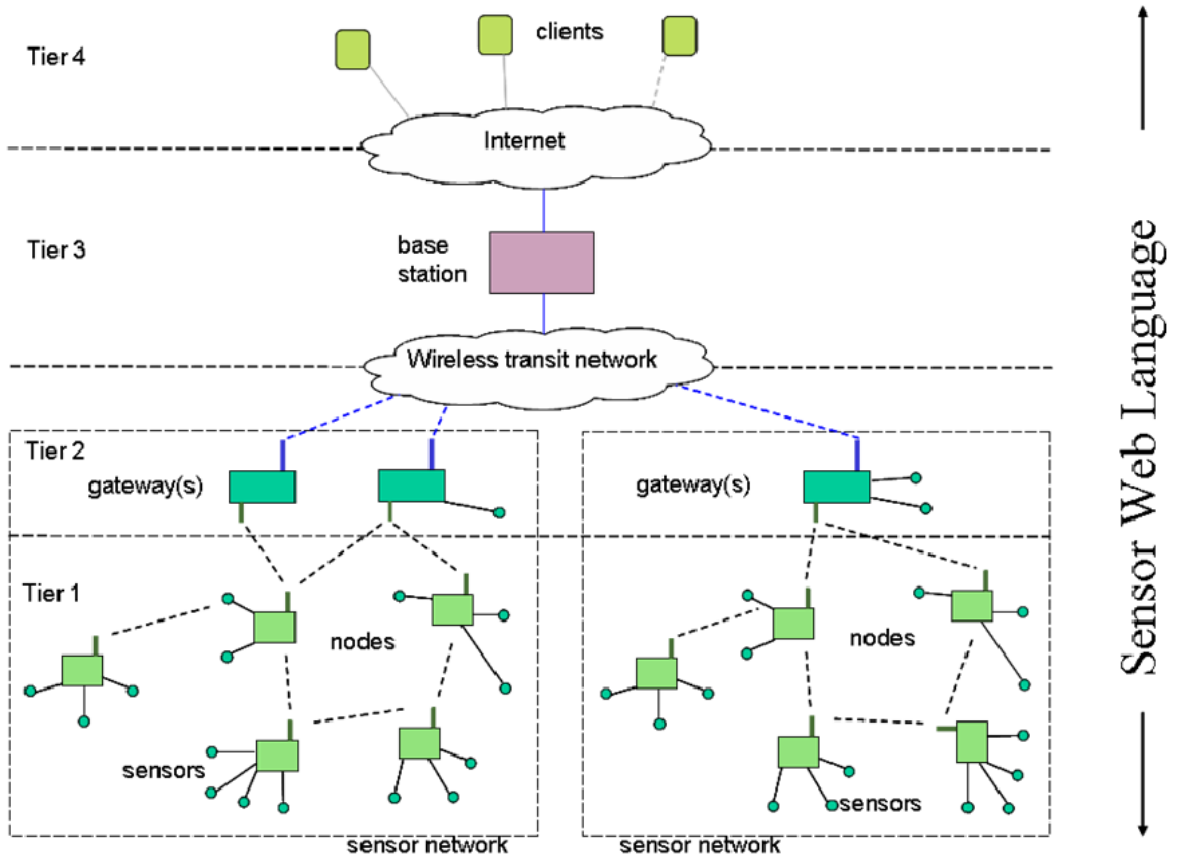 Tier 4
clients
Internet
Tier 3
base
station
Wireless transit network
Tier 2
gateway(s)
gateway(s)
Tier 1
nodes
nodes
sensors
sensors
sensor network
sensor network
Sensor Web Language